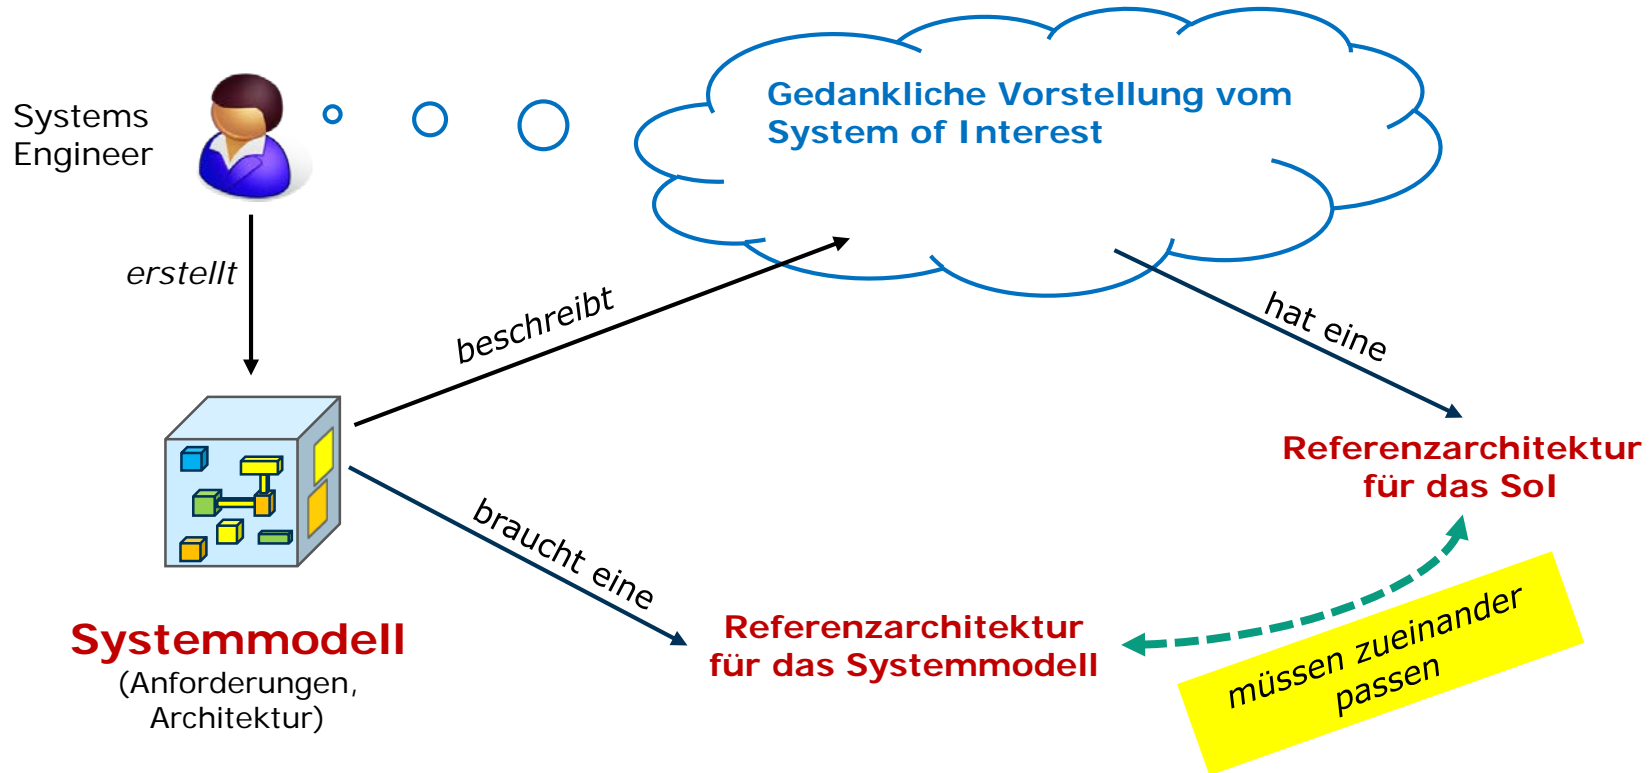 Systems
Engineer
Gedankliche Vorstellung vom
System of Interest
erstellt
beschreibt
hat eine
Referenzarchitektur
für das SoI
braucht eine
Systemmodell
(Anforderungen,
Architektur)
Referenzarchitektur
für das Systemmodell
müssen zueinander
passen